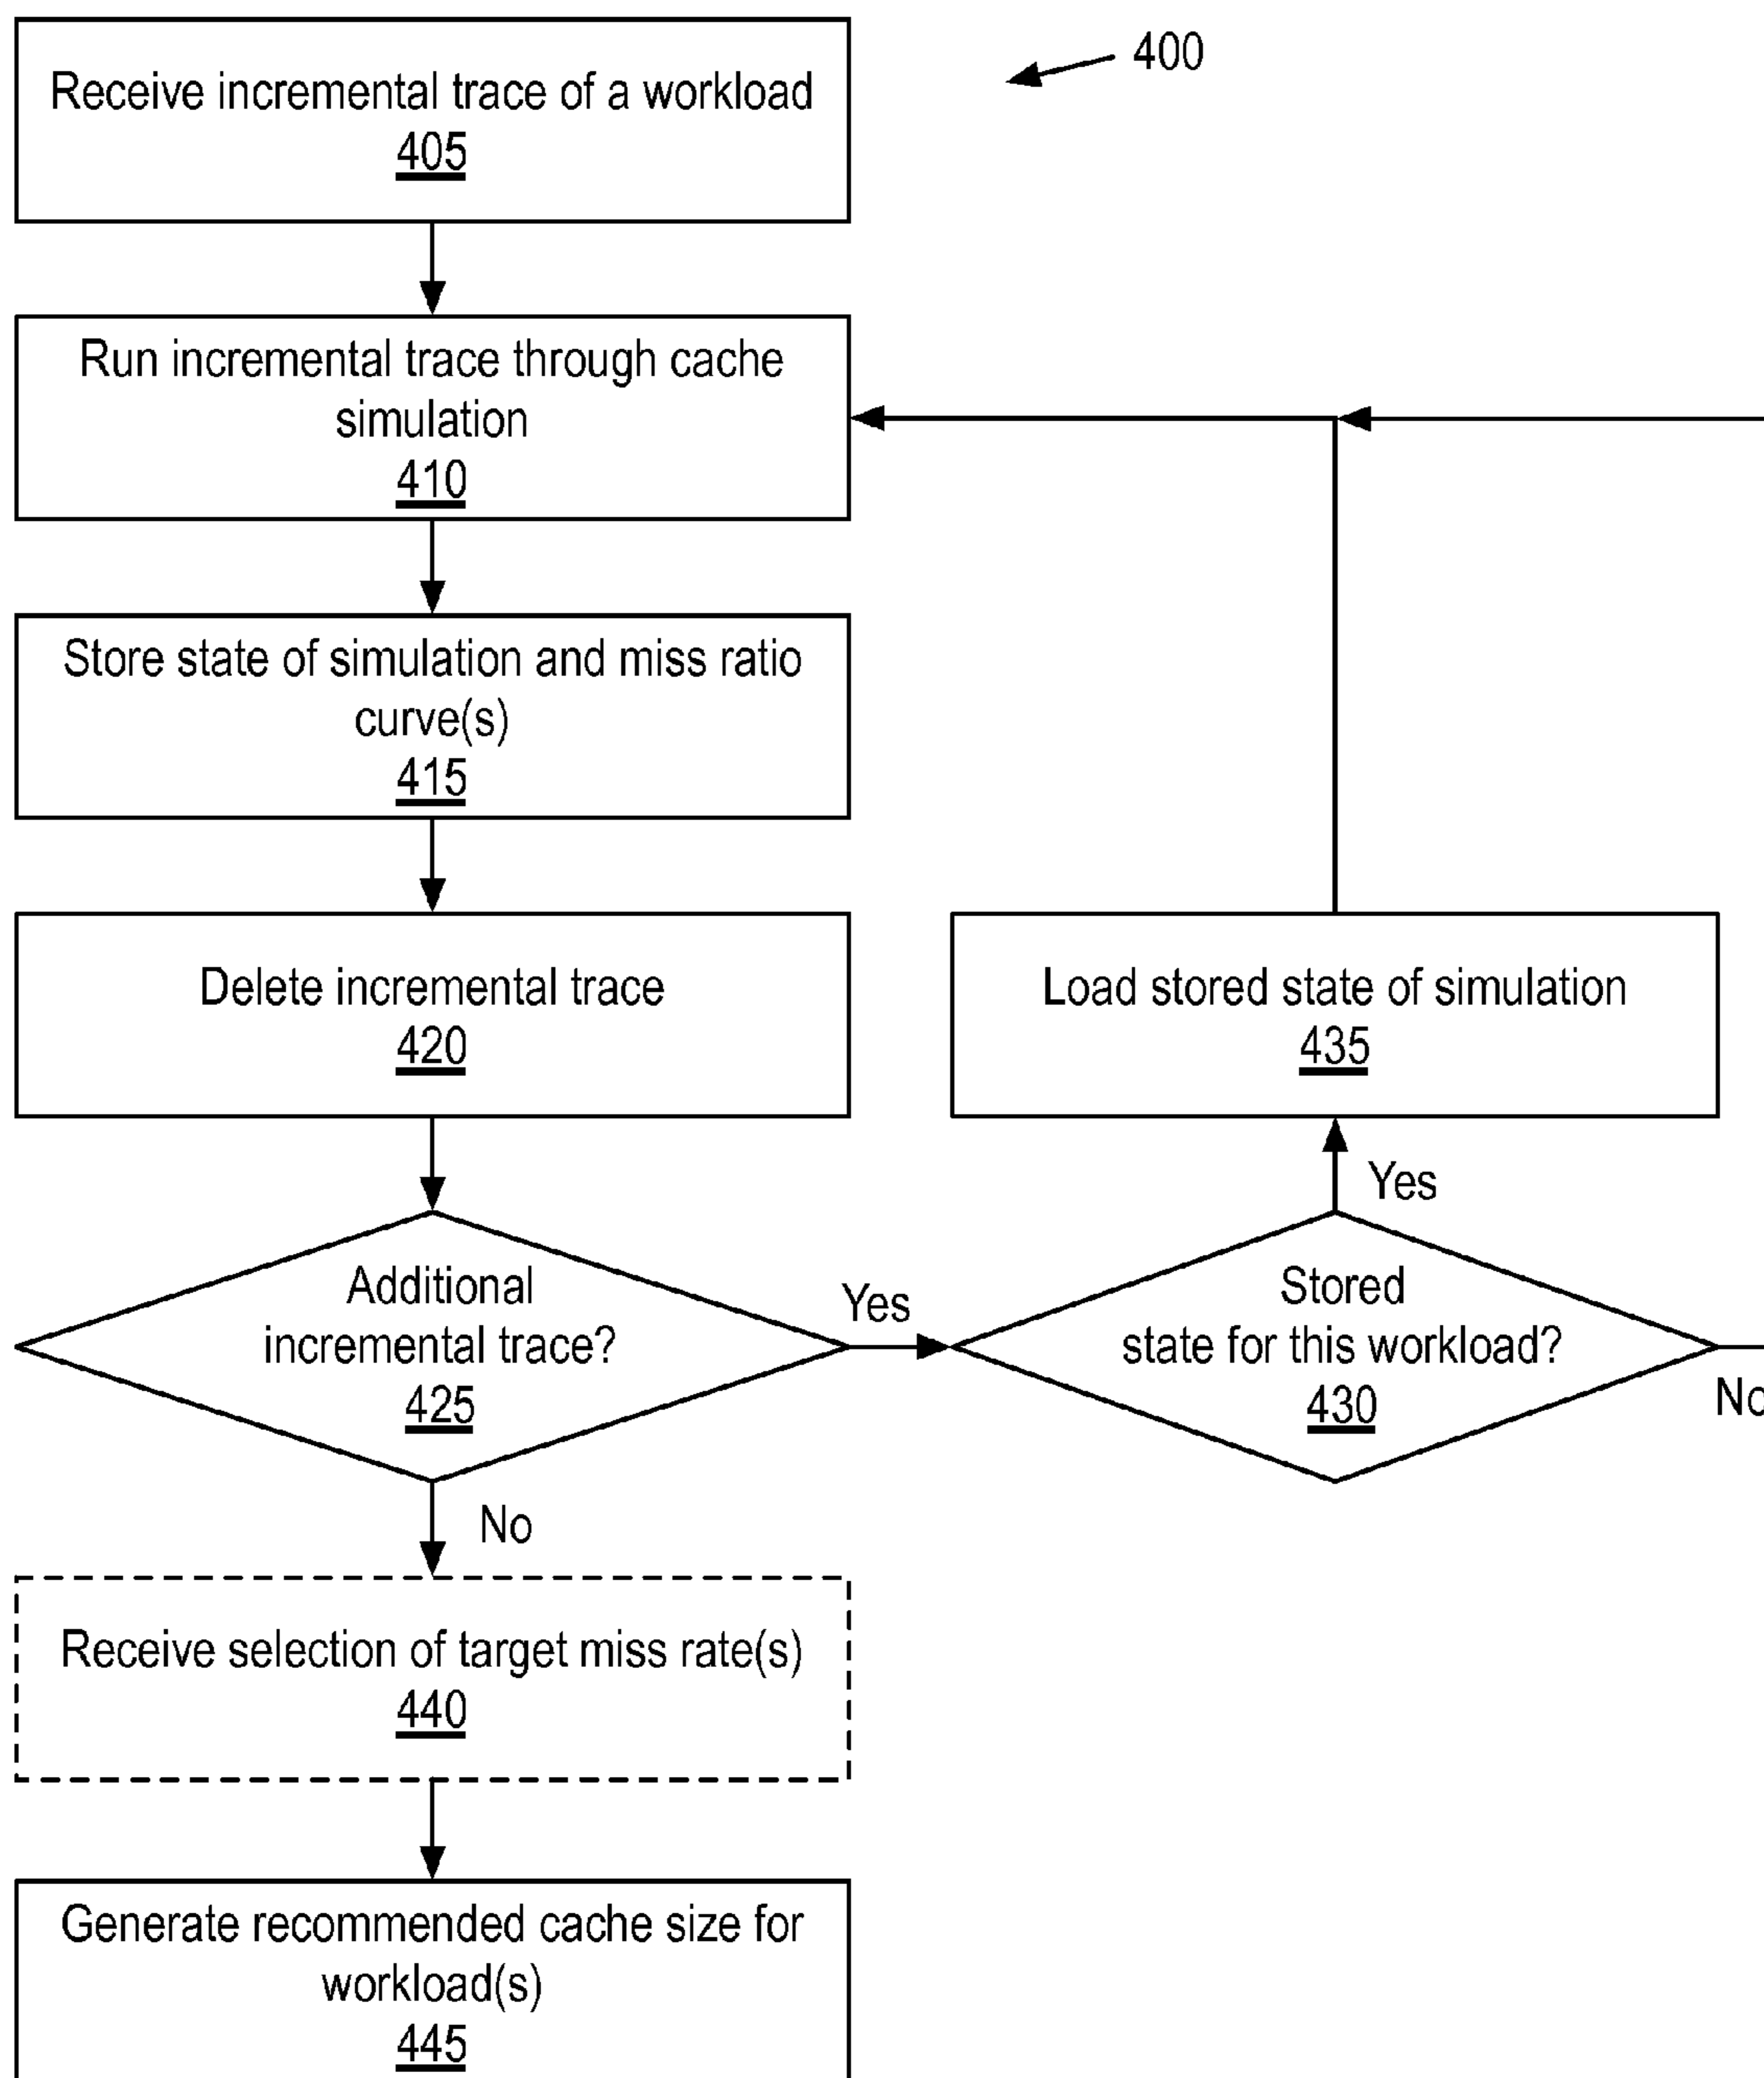 400
Receive incremental trace of a workload
405
Run incremental trace through cache
simulation
410
Store state of simulation and miss ratio
curve(s)
415
Delete incremental trace
420
Load stored state of simulation
435
Yes
Additional
incremental trace?
425
Yes
Stored
state for this workload?
430
No
No
Receive selection of target miss rate(s)
440
Generate recommended cache size for
workload(s)
445